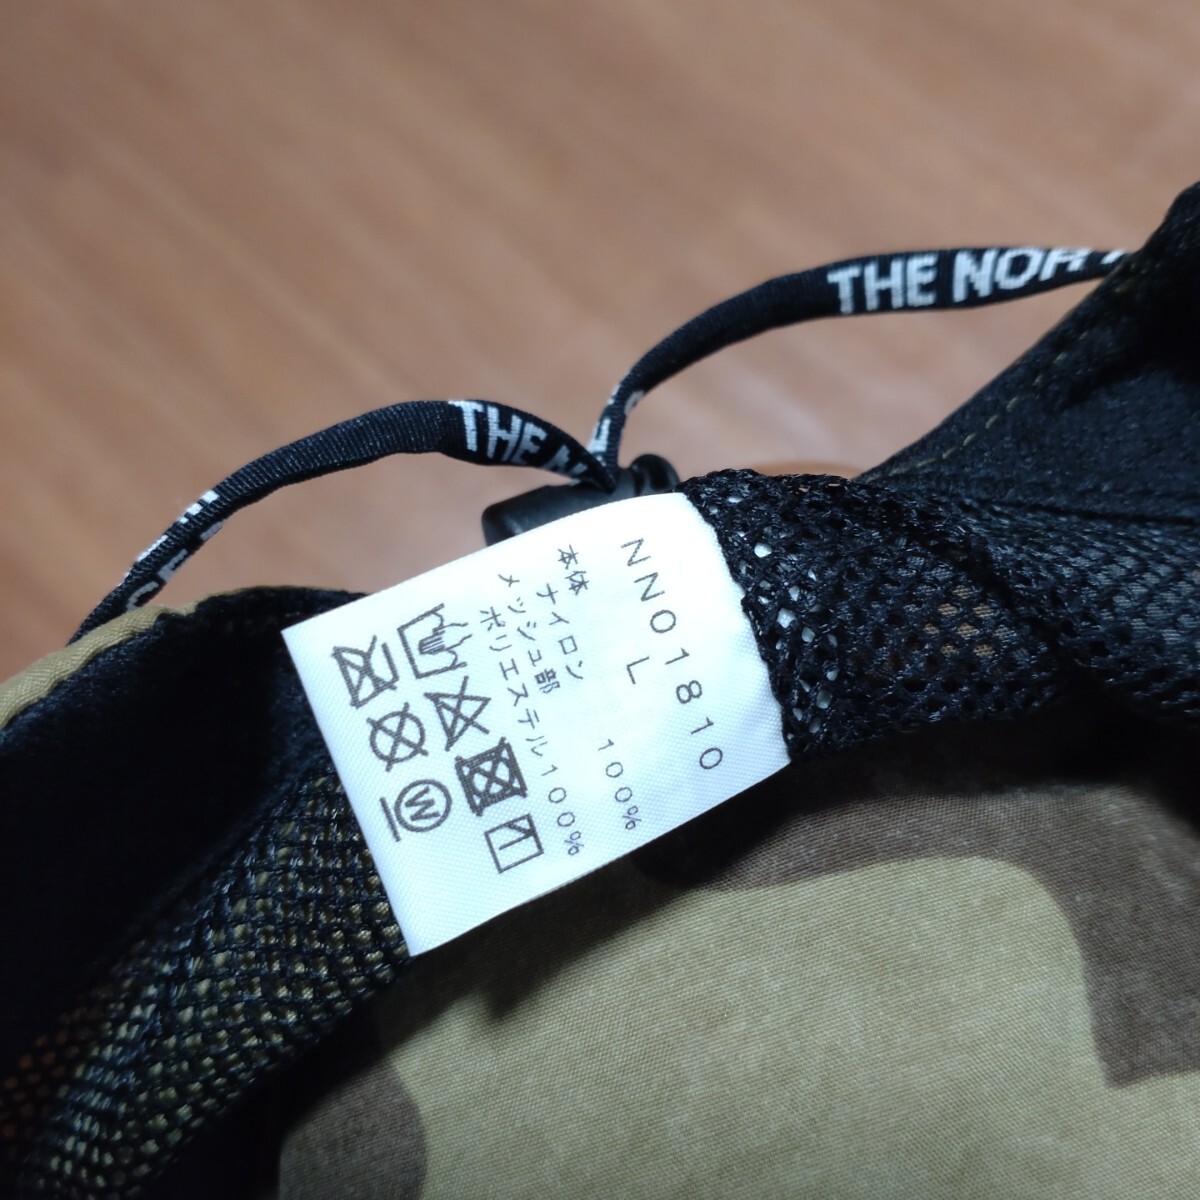 THE NORTH
THE N
NN01810
L
本体 ナイロン 100%
メッシュ部
ポリエステル100%
W